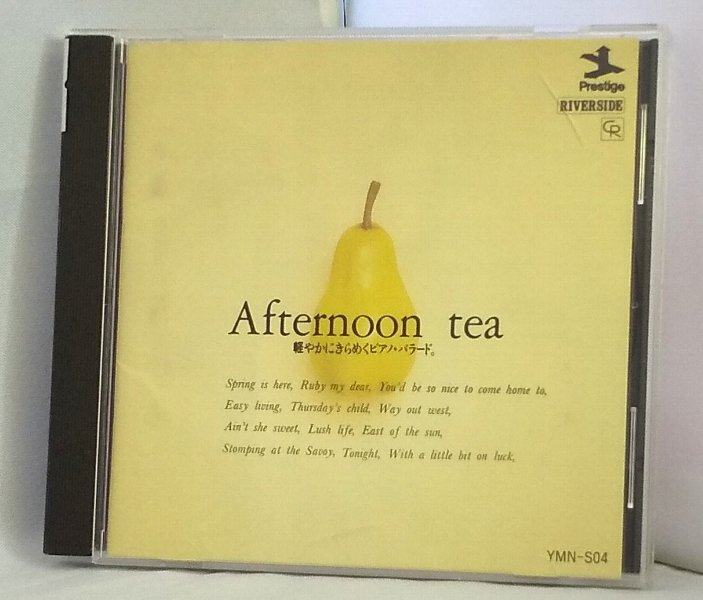 Prestige
RIVERSIDE
CR
Afternoon tea
軽やかにきらめくピアノ・バラード。
Spring is here, Ruby my dear, You'd be so nice to come home to,
Easy living, Thursday's child, Way out west,
Ain't she sweet, Lush life, East of the sun,
Stomping at the Savoy, Tonight, With a little bit on luck,
YMN-S04